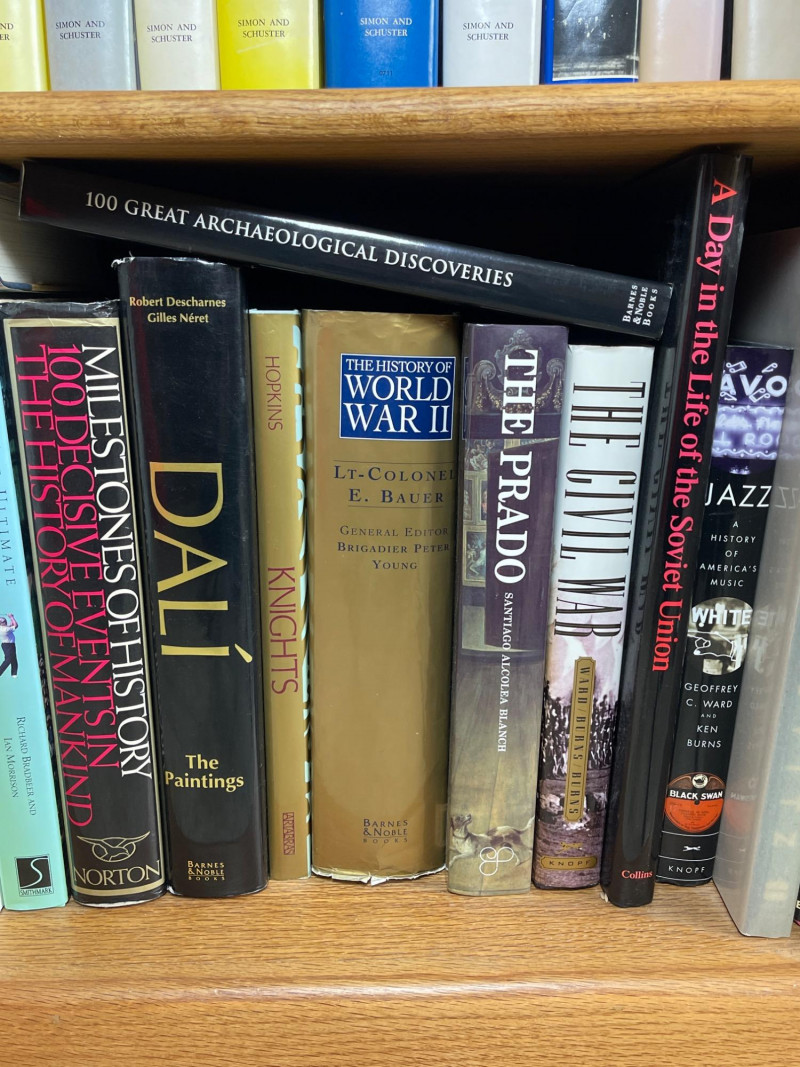 SIMON AND
SCHUSTER
SIMON AND
SCHUSTER
SIMON AND
SCHUSTER
SIMON AND
SCHUSTER
SIMON AND
SCHUSTER
100 GREAT ARCHAEOLOGICAL DISCOVERIES
BARNES
& NOBLE
BOOKS
ULTIMATE
RICHARD BRADBEER AND
IAN MORRISON
S
SMITHMARK
MILESTONES OF HISTORY
100 DECISIVE EVENTS IN
THE HISTORY OF MANKIND
NORTON
Robert Descharnes
Gilles Néret
DALÍ
The
Paintings
BARNES
& NOBLE
BOOKS
HOPKINS
KNIGHTS
THE HISTORY OF
WORLD
WAR II
LT-COLONEL
E. BAUER
GENERAL EDITOR
BRIGADIER PETER
YOUNG
BARNES
& NOBLE
BOOKS
THE PRADO
SANTIAGO ALCOLEA BLANCH
THE CIVIL WAR
WARD/BURNS/BURNS
KNOPF
A Day in the Life of the Soviet Union
Collins
AVO
JAZZ
A
HISTORY
OF
AMERICA'S
MUSIC
WHITE
GEOFFREY
C. WARD
AND
KEN
BURNS
BLACK SWAN
KNOPF